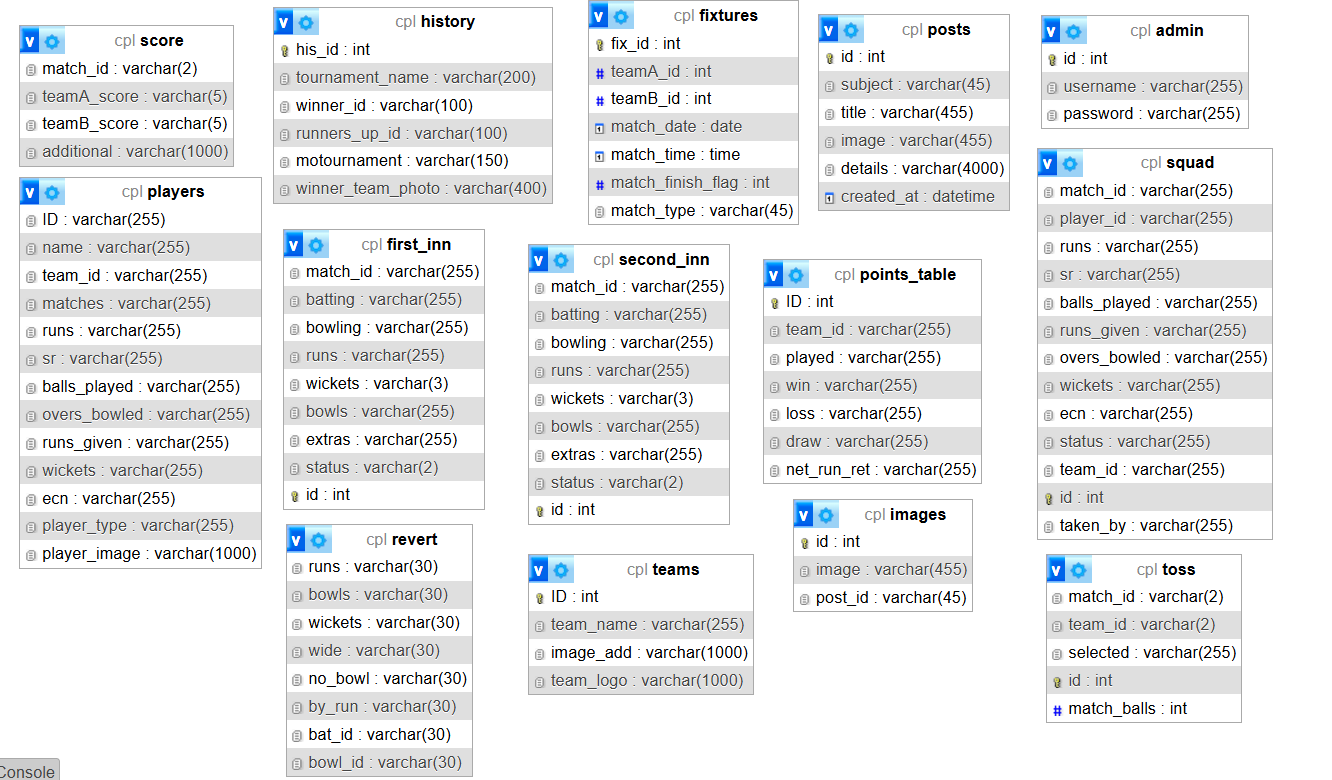 cpl score
match_id : varchar(2)
teamA_score : varchar(5)
teamB_score : varchar(5)
additional : varchar(1000)
cpl history
his_id : int
tournament_name : varchar(200)
winner_id : varchar(100)
runners_up_id : varchar(100)
motournament : varchar(150)
winner_team_photo : varchar(400)
cpl fixtures
fix_id : int
teamA_id : int
teamB_id : int
match_date : date
match_time : time
match_finish_flag : int
match_type : varchar(45)
cpl posts
id : int
subject : varchar(45)
title : varchar(455)
image : varchar(455)
details : varchar(4000)
created_at : datetime
cpl admin
id : int
username : varchar(255)
password : varchar(255)
cpl players
ID : varchar(255)
name : varchar(255)
team_id : varchar(255)
matches : varchar(255)
runs : varchar(255)
sr : varchar(255)
balls_played : varchar(255)
overs_bowled : varchar(255)
runs_given : varchar(255)
wickets : varchar(255)
ecn : varchar(255)
player_type : varchar(255)
player_image : varchar(1000)
cpl first_inn
match_id : varchar(255)
batting : varchar(255)
bowling : varchar(255)
runs : varchar(255)
wickets : varchar(3)
bowls : varchar(255)
extras : varchar(255)
status : varchar(2)
id : int
cpl second_inn
match_id : varchar(255)
batting : varchar(255)
bowling : varchar(255)
runs : varchar(255)
wickets : varchar(3)
bowls : varchar(255)
extras : varchar(255)
status : varchar(2)
id : int
cpl points_table
ID : int
team_id : varchar(255)
played : varchar(255)
win : varchar(255)
loss : varchar(255)
draw : varchar(255)
net_run_ret : varchar(255)
cpl squad
match_id : varchar(255)
player_id : varchar(255)
runs : varchar(255)
sr : varchar(255)
balls_played : varchar(255)
runs_given : varchar(255)
overs_bowled : varchar(255)
wickets : varchar(255)
ecn : varchar(255)
status : varchar(255)
team_id : varchar(255)
id : int
taken_by : varchar(255)
cpl revert
runs : varchar(30)
bowls : varchar(30)
wickets : varchar(30)
wide : varchar(30)
no_bowl : varchar(30)
by_run : varchar(30)
bat_id : varchar(30)
bowl_id : varchar(30)
cpl teams
ID : int
team_name : varchar(255)
image_add : varchar(1000)
team_logo : varchar(1000)
cpl images
id : int
image : varchar(455)
post_id : varchar(45)
cpl toss
match_id : varchar(2)
team_id : varchar(2)
selected : varchar(255)
id : int
match_balls : int
Console